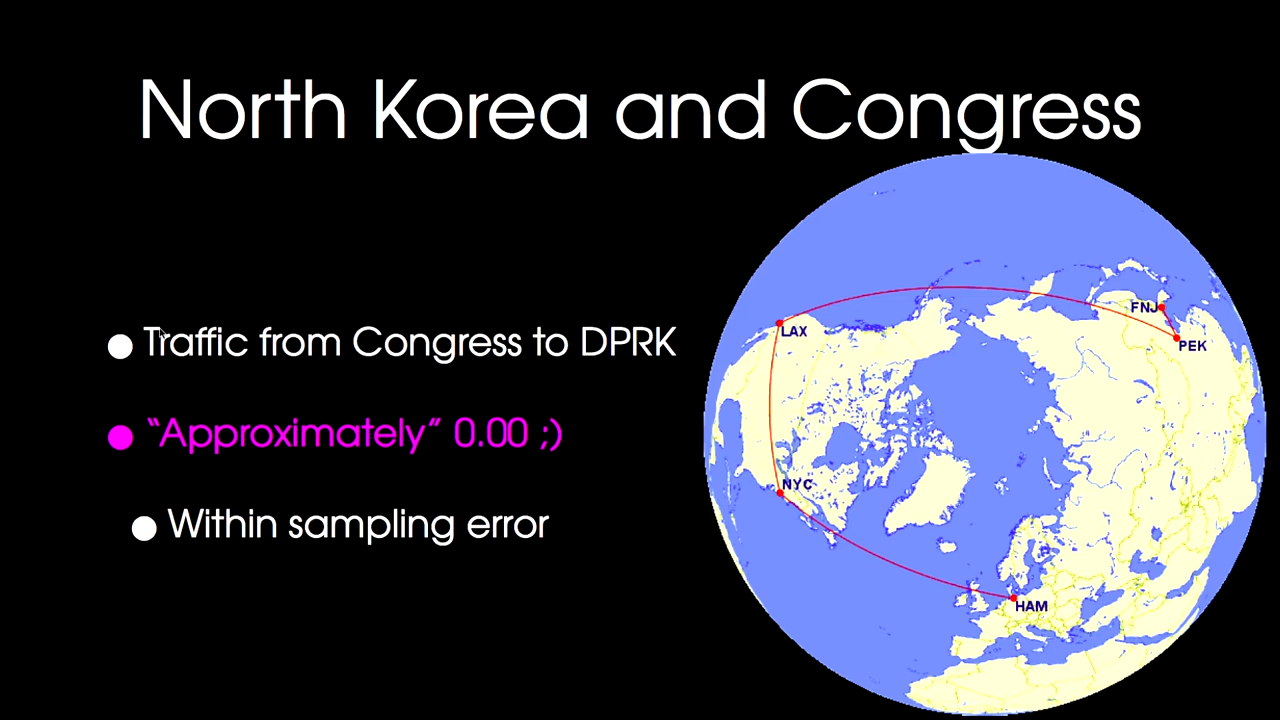 North Korea and Congress
Traffic from Congress to DPRK
“Approximately” 0.00 ;)
Within sampling error
LAX
FNJ
PEK
NYC
HAM